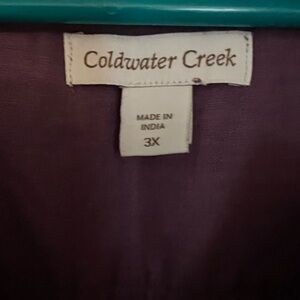 Coldwater Creek
MADE IN
INDIA
3X